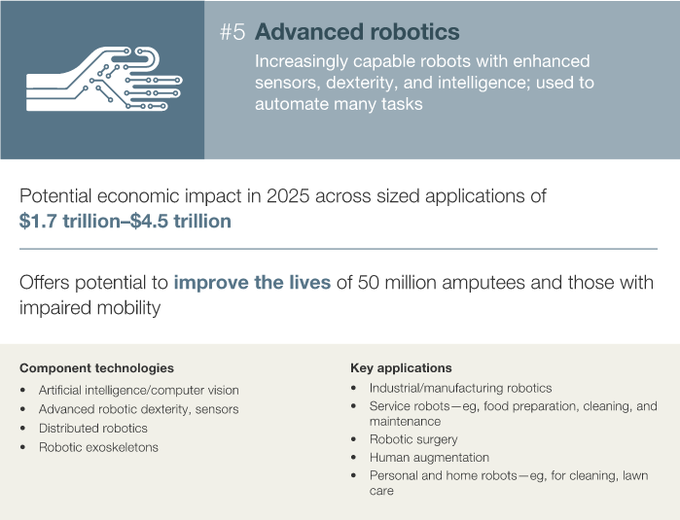 #5 Advanced robotics
Increasingly capable robots with enhanced
sensors, dexterity, and intelligence; used to
automate many tasks
Potential economic impact in 2025 across sized applications of
$1.7 trillion–$4.5 trillion
Offers potential to improve the lives of 50 million amputees and those with
impaired mobility
Component technologies
• Artificial intelligence/computer vision
• Advanced robotic dexterity, sensors
• Distributed robotics
• Robotic exoskeletons
Key applications
• Industrial/manufacturing robotics
• Service robots—eg, food preparation, cleaning, and
maintenance
• Robotic surgery
• Human augmentation
• Personal and home robots—eg, for cleaning, lawn
care